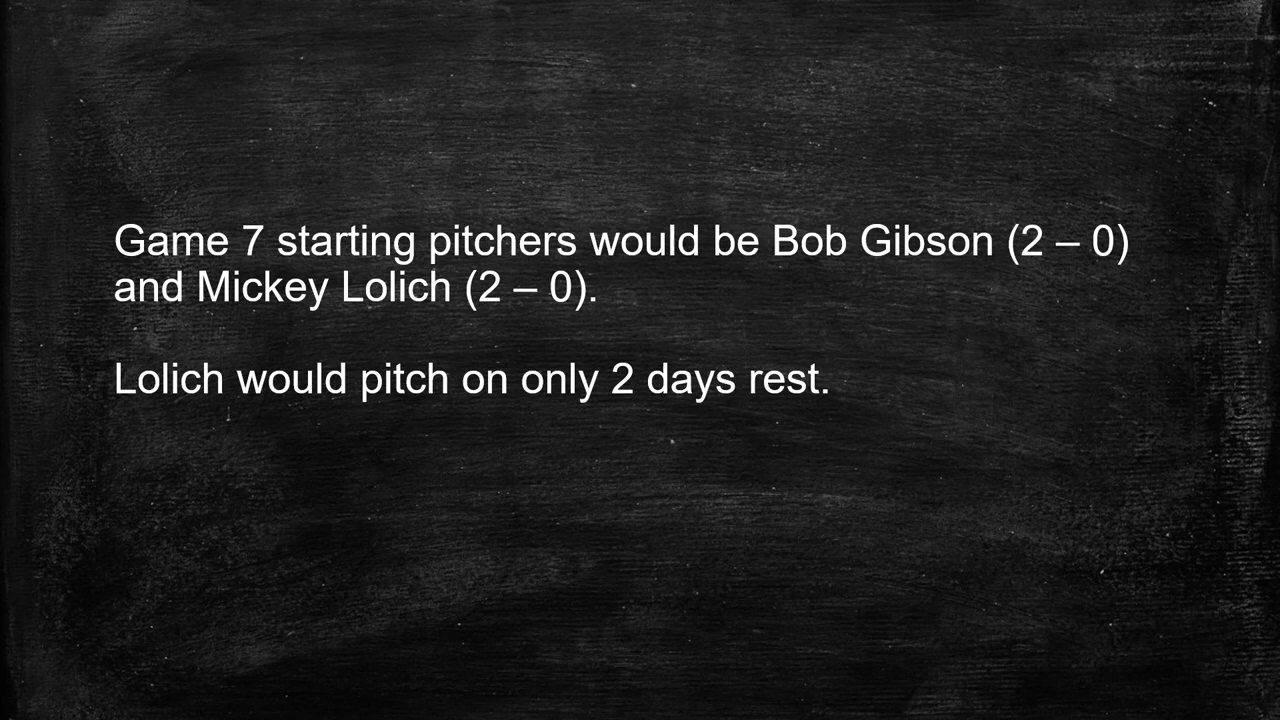 Game 7 starting pitchers would be Bob Gibson (2 – 0)
and Mickey Lolich (2 – 0).
Lolich would pitch on only 2 days rest.